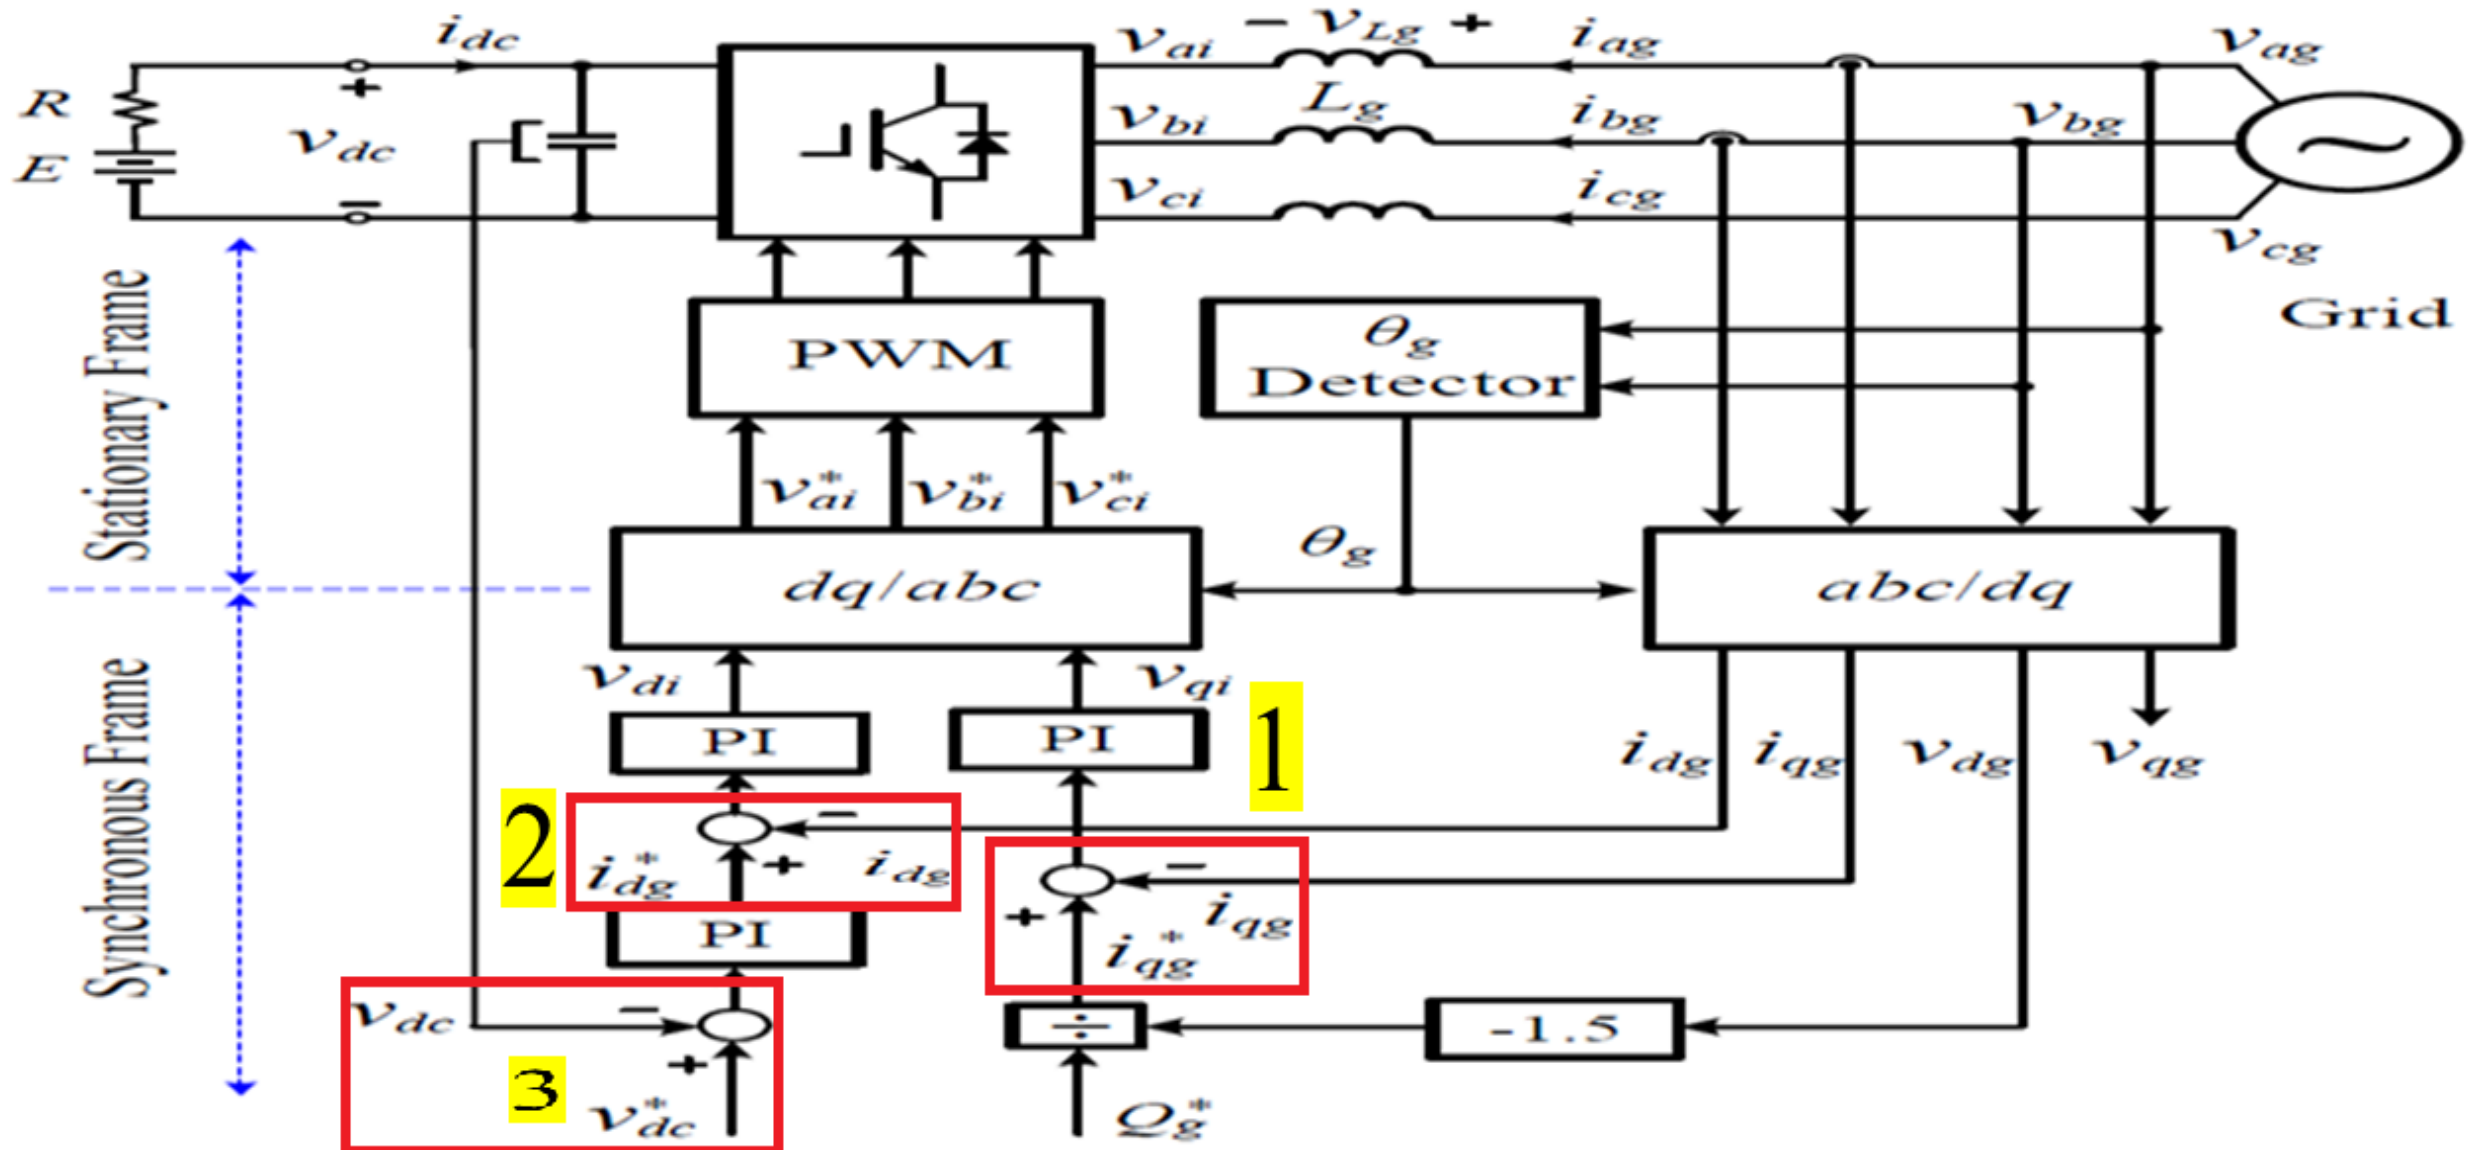 i_dc
v_ai
− v_Lg +
i_ag
v_ag
R
+
v_dc
E
−
v_bi
L_g
i_bg
v_bg
v_ci
i_cg
v_cg
Grid
Stationary Frame
PWM
θ_g
Detector
v*_ai
v*_bi
v*_ci
θ_g
dq/abc
abc/dq
Synchronous Frame
v_di
v_qi
1
PI
PI
i_dg
i_qg
v_dg
v_qg
2
−
i*_dg
+
i_dg
−
i_qg
+
i*_qg
PI
v_dc
−
÷
-1.5
+
3
v*_dc
Q*_g